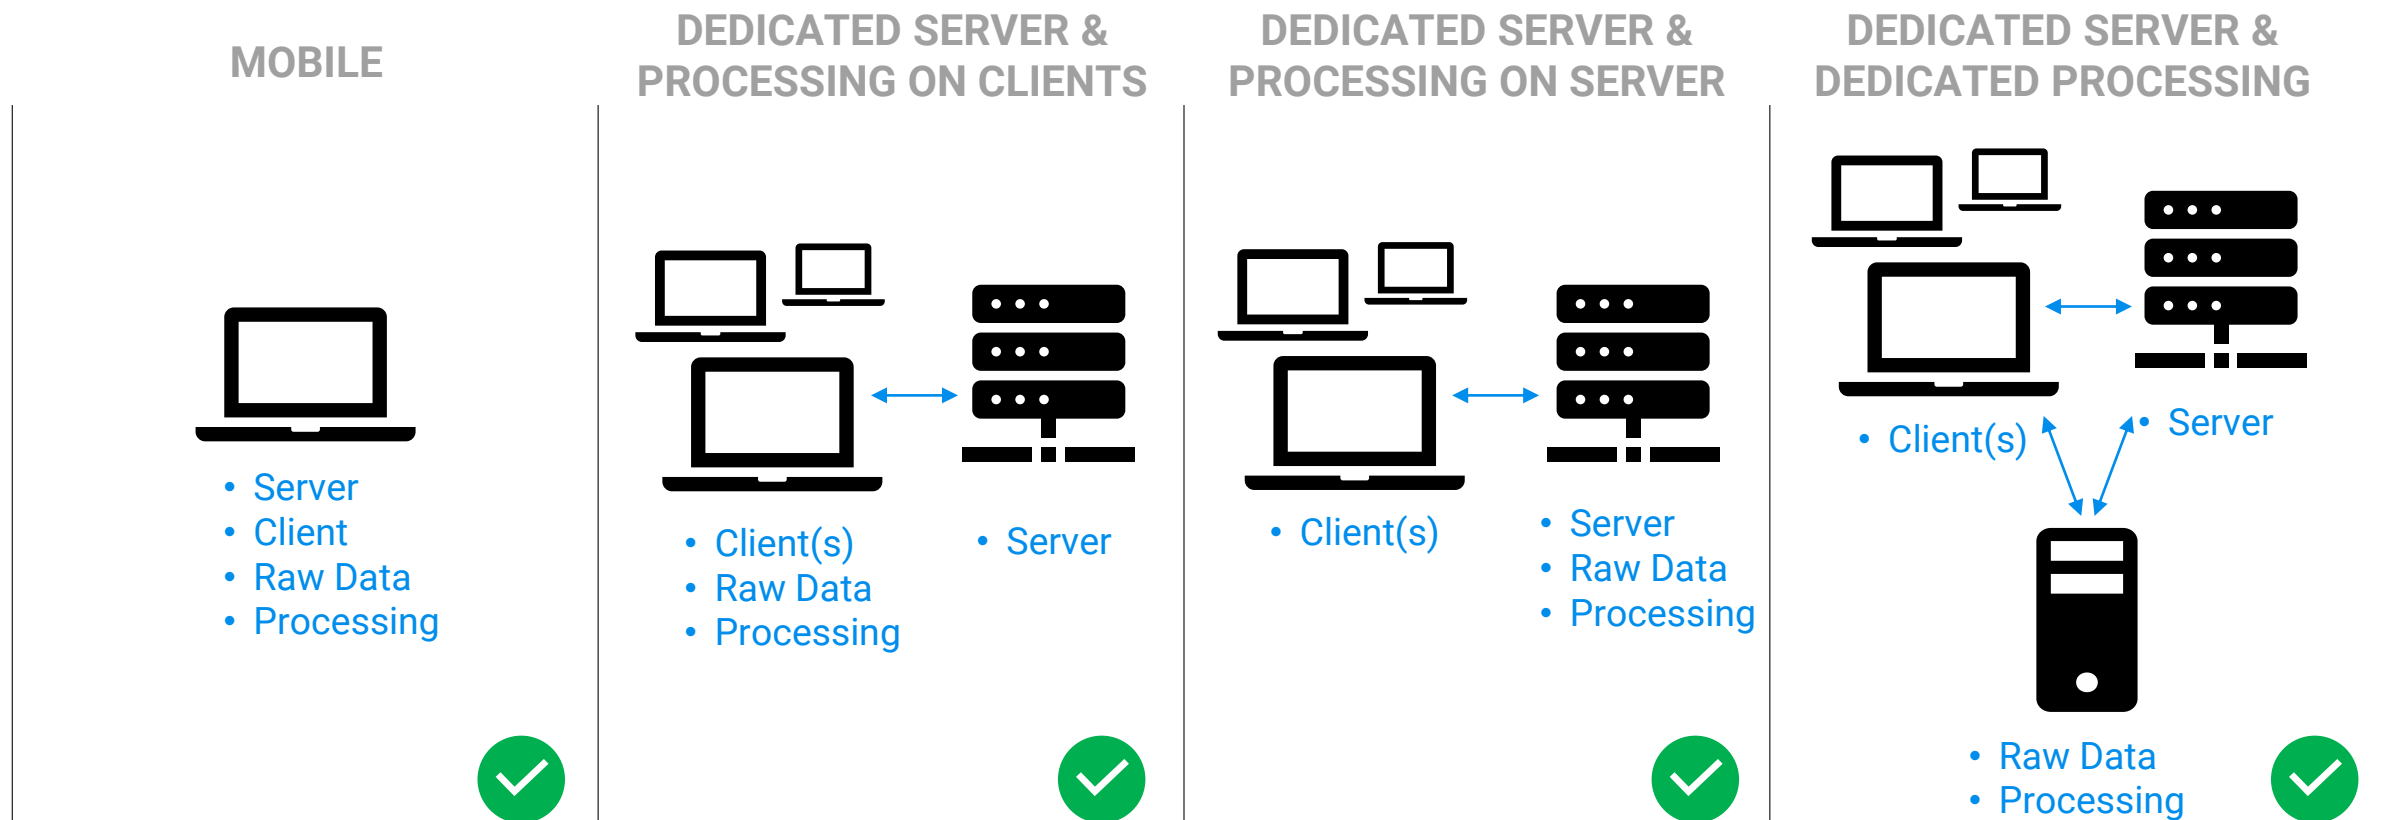 MOBILE
• Server
• Client
• Raw Data
• Processing
DEDICATED SERVER &
PROCESSING ON CLIENTS
• Client(s)
• Raw Data
• Processing
• Server
DEDICATED SERVER &
PROCESSING ON SERVER
• Client(s)
• Server
• Raw Data
• Processing
DEDICATED SERVER &
DEDICATED PROCESSING
• Client(s)
• Server
• Raw Data
• Processing